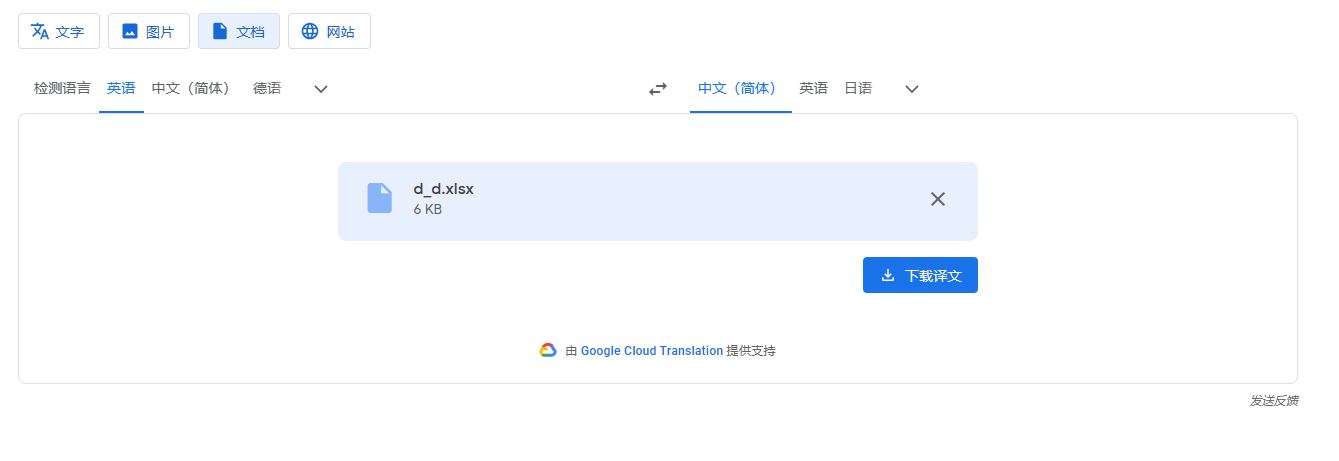 文字 图片 文档 网站
检测语言 英语 中文（简体） 德语 中文（简体） 英语 日语
d_d.xlsx
6 KB
下载译文
由 Google Cloud Translation 提供支持
发送反馈